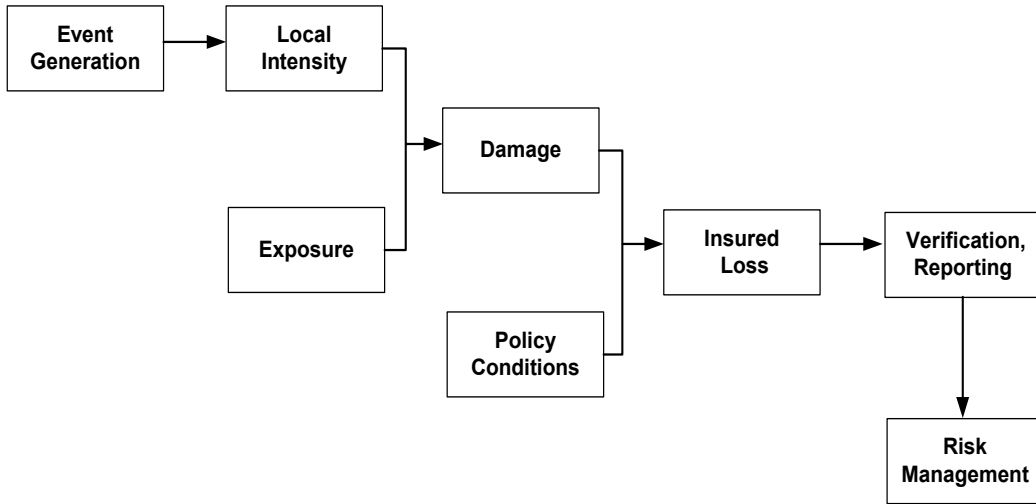 Event
Generation
Local
Intensity
Damage
Exposure
Insured
Loss
Verification,
Reporting
Policy
Conditions
Risk
Management